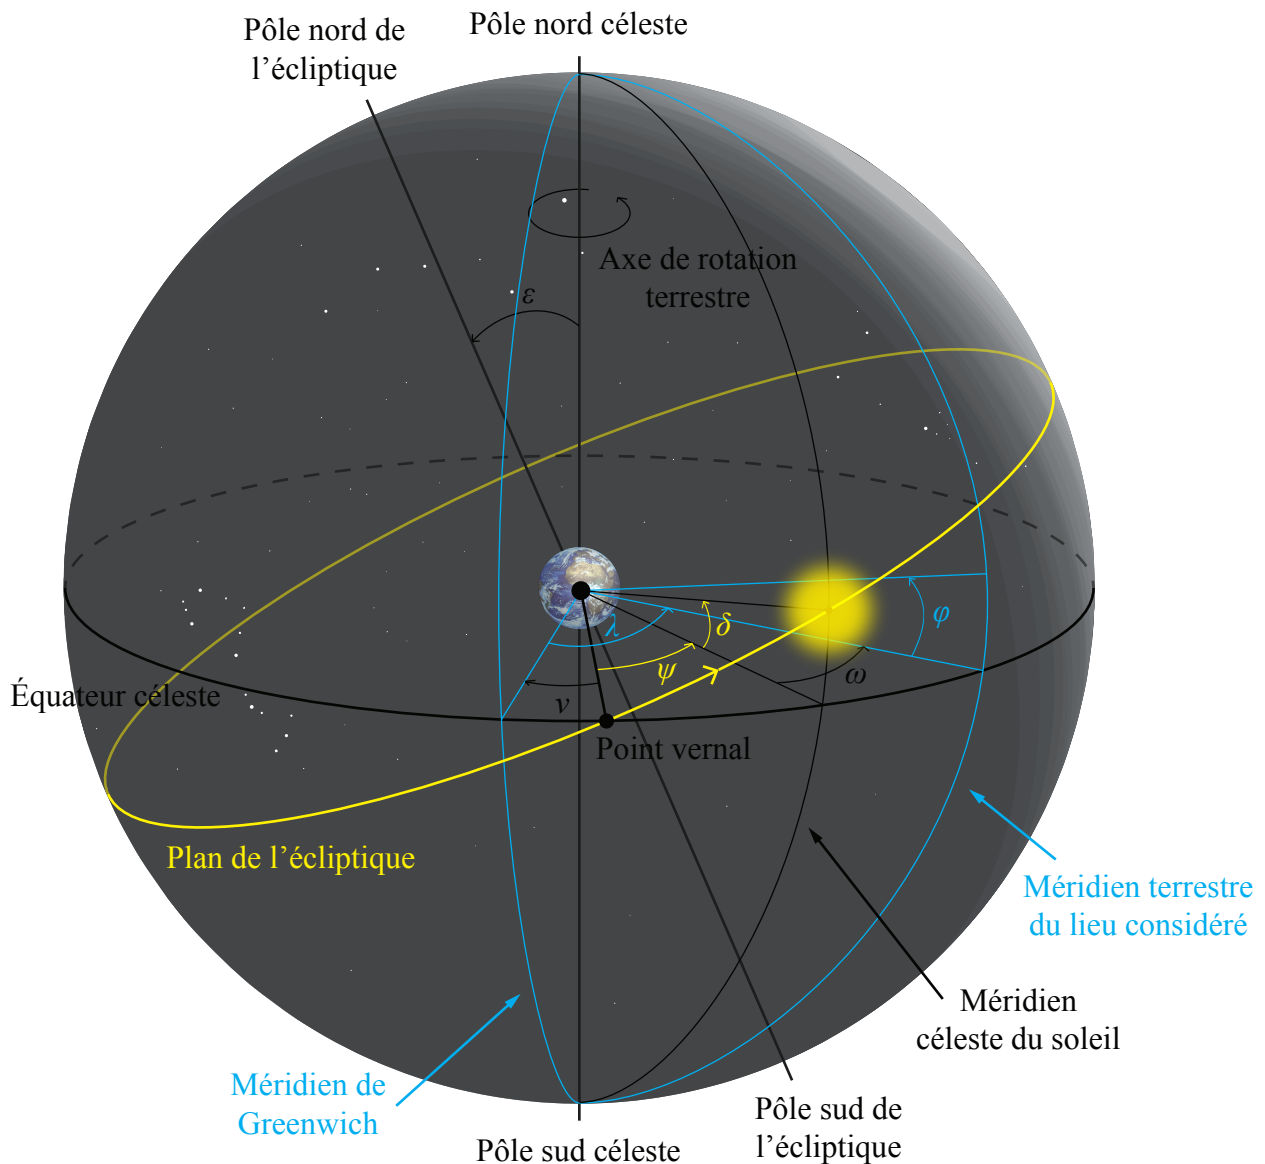 Pôle nord de
l’écliptique
Pôle nord céleste
Axe de rotation
terrestre
ε
λ
δ
φ
ψ
ω
ν
Équateur céleste
Point vernal
Plan de l’écliptique
Méridien terrestre
du lieu considéré
Méridien
céleste du soleil
Méridien de
Greenwich
Pôle sud de
l’écliptique
Pôle sud céleste